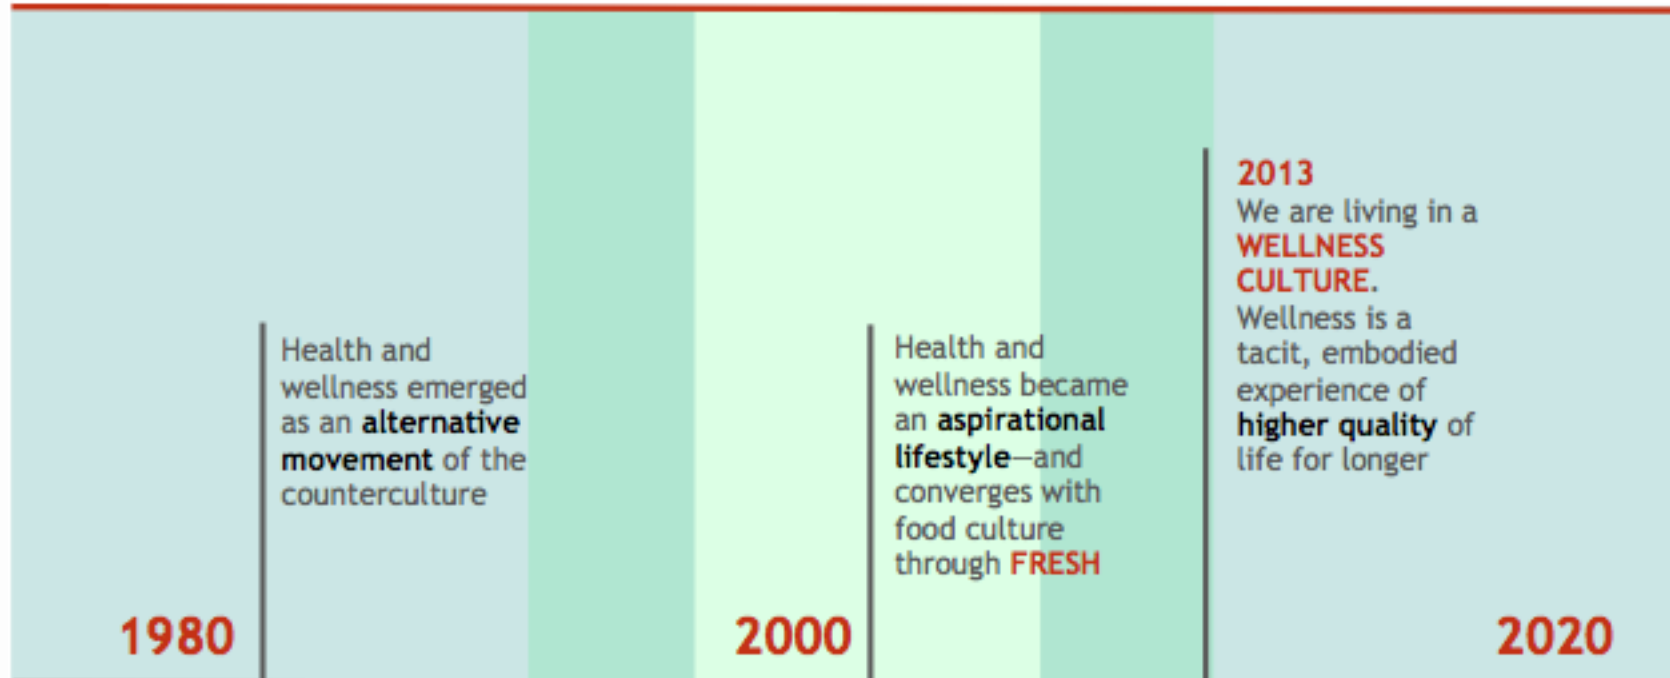 Health and
wellness emerged
as an alternative
movement of the
counterculture
1980
Health and
wellness became
an aspirational
lifestyle—and
converges with
food culture
through FRESH
2000
2013
We are living in a
WELLNESS
CULTURE.
Wellness is a
tacit, embodied
experience of
higher quality of
life for longer
2020